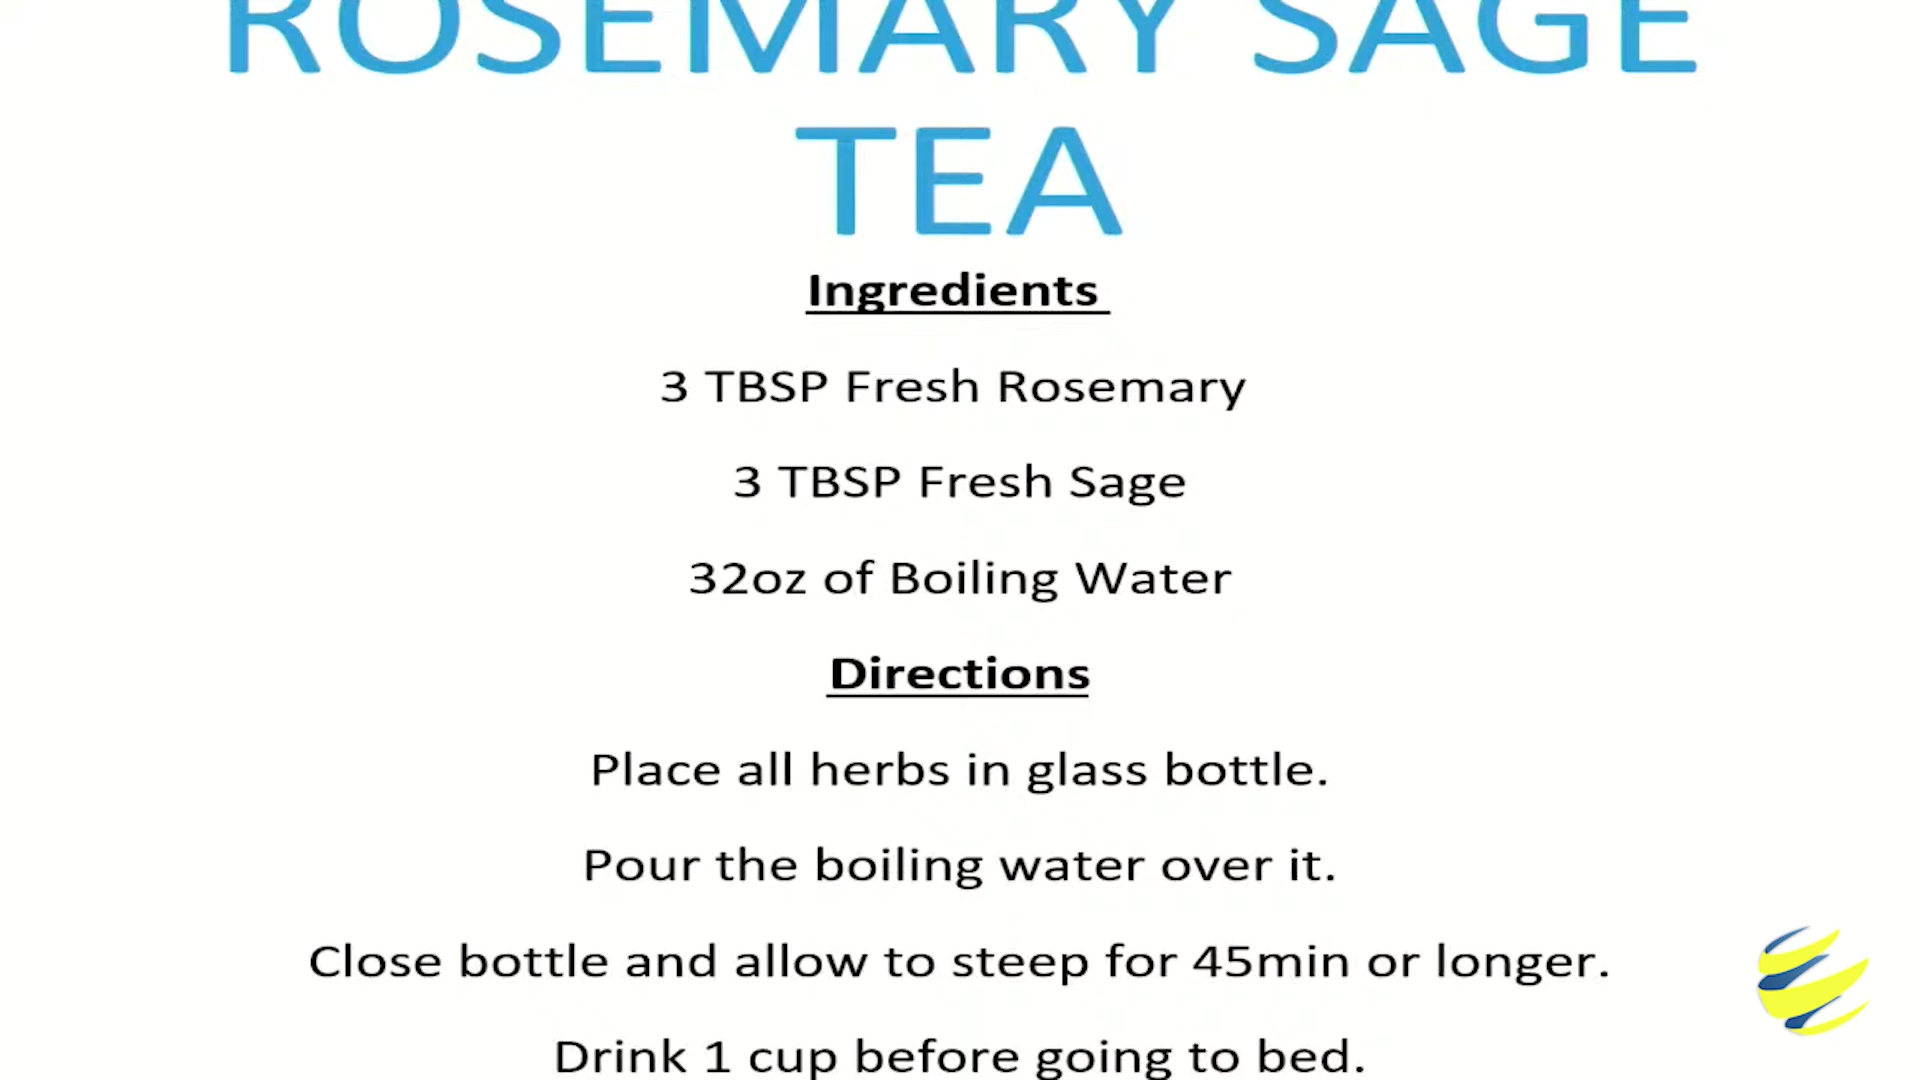 ROSEMARY SAGE
TEA
Ingredients
3 TBSP Fresh Rosemary
3 TBSP Fresh Sage
32oz of Boiling Water
Directions
Place all herbs in glass bottle.
Pour the boiling water over it.
Close bottle and allow to steep for 45min or longer.
Drink 1 cup before going to bed.